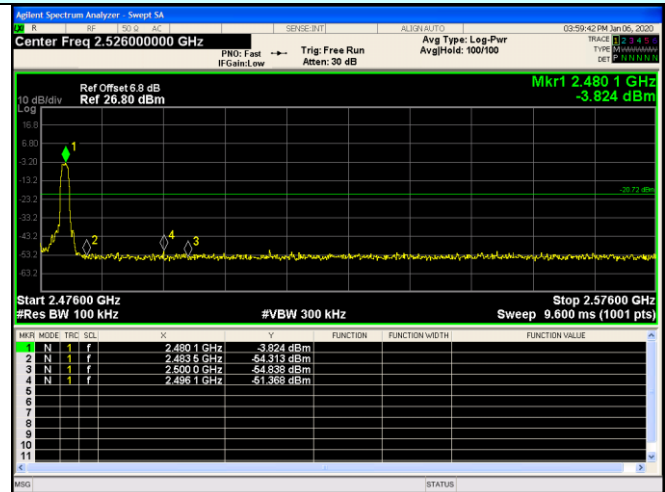 Agilent Spectrum Analyzer - Swept SA
R RF 50 Ω AC SENSE:INT ALIGN AUTO 03:59:42 PM Jan 06, 2020
Center Freq 2.526000000 GHz
PNO: Fast
IFGain:Low
Trig: Free Run
Atten: 30 dB
Avg Type: Log-Pwr
Avg|Hold: 100/100
TRACE 1 2 3 4 5 6
TYPE M
DET P N N N N N
Ref Offset 6.8 dB
10 dB/div Ref 26.80 dBm
Log
Mkr1 2.480 1 GHz
-3.824 dBm
16.8
6.80
-3.20
-13.2
-23.2
-33.2
-43.2
-53.2
-63.2
1
2
4
3
-23.72 dBm
Start 2.47600 GHz
Stop 2.57600 GHz
#Res BW 100 kHz #VBW 300 kHz Sweep 9.600 ms (1001 pts)
MKR MODE TRC SCL X Y FUNCTION FUNCTION WIDTH FUNCTION VALUE
1 N 1 f 2.480 1 GHz -3.824 dBm
2 N 1 f 2.483 5 GHz -54.313 dBm
3 N 1 f 2.500 0 GHz -54.838 dBm
4 N 1 f 2.496 1 GHz -51.368 dBm
5
6
7
8
9
10
11
MSG STATUS